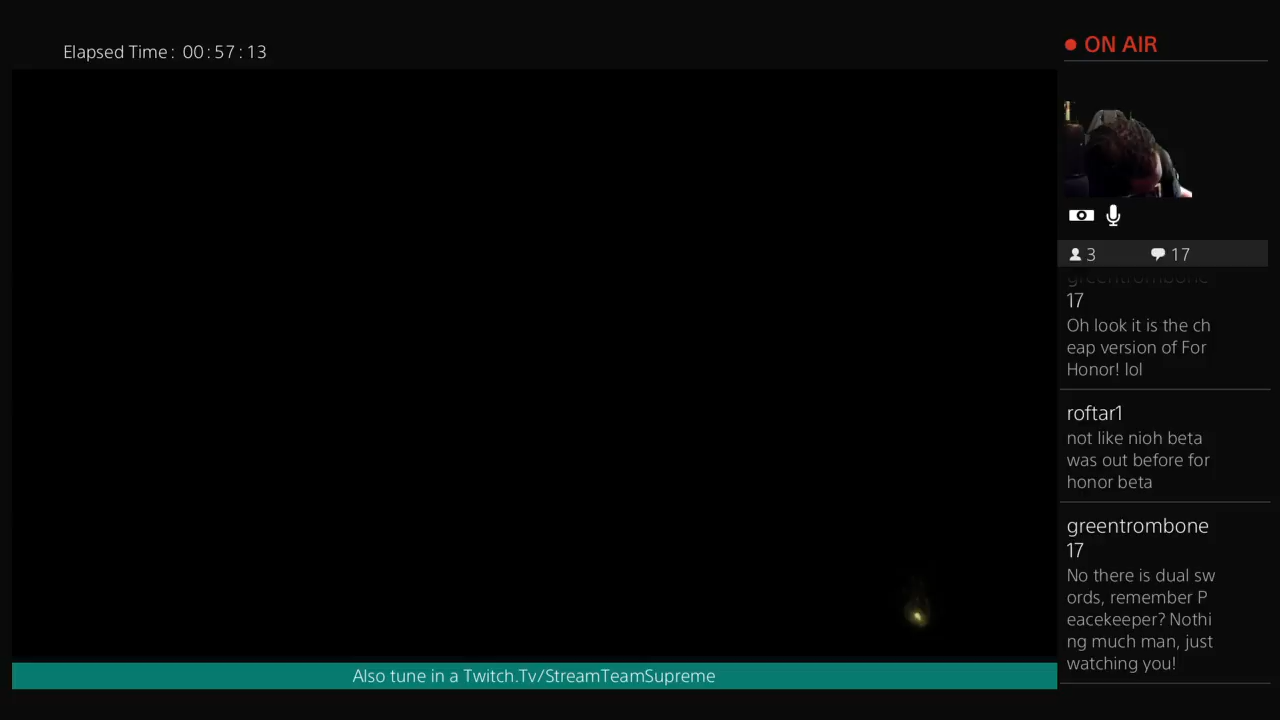 Elapsed Time: 00:57:13
ON AIR
3 17
greentrombone
17
Oh look it is the ch
eap version of For
Honor! lol
roftar1
not like nioh beta
was out before for
honor beta
greentrombone
17
No there is dual sw
ords, remember P
eacekeeper? Nothi
ng much man, just
watching you!
Also tune in a Twitch.Tv/StreamTeamSupreme